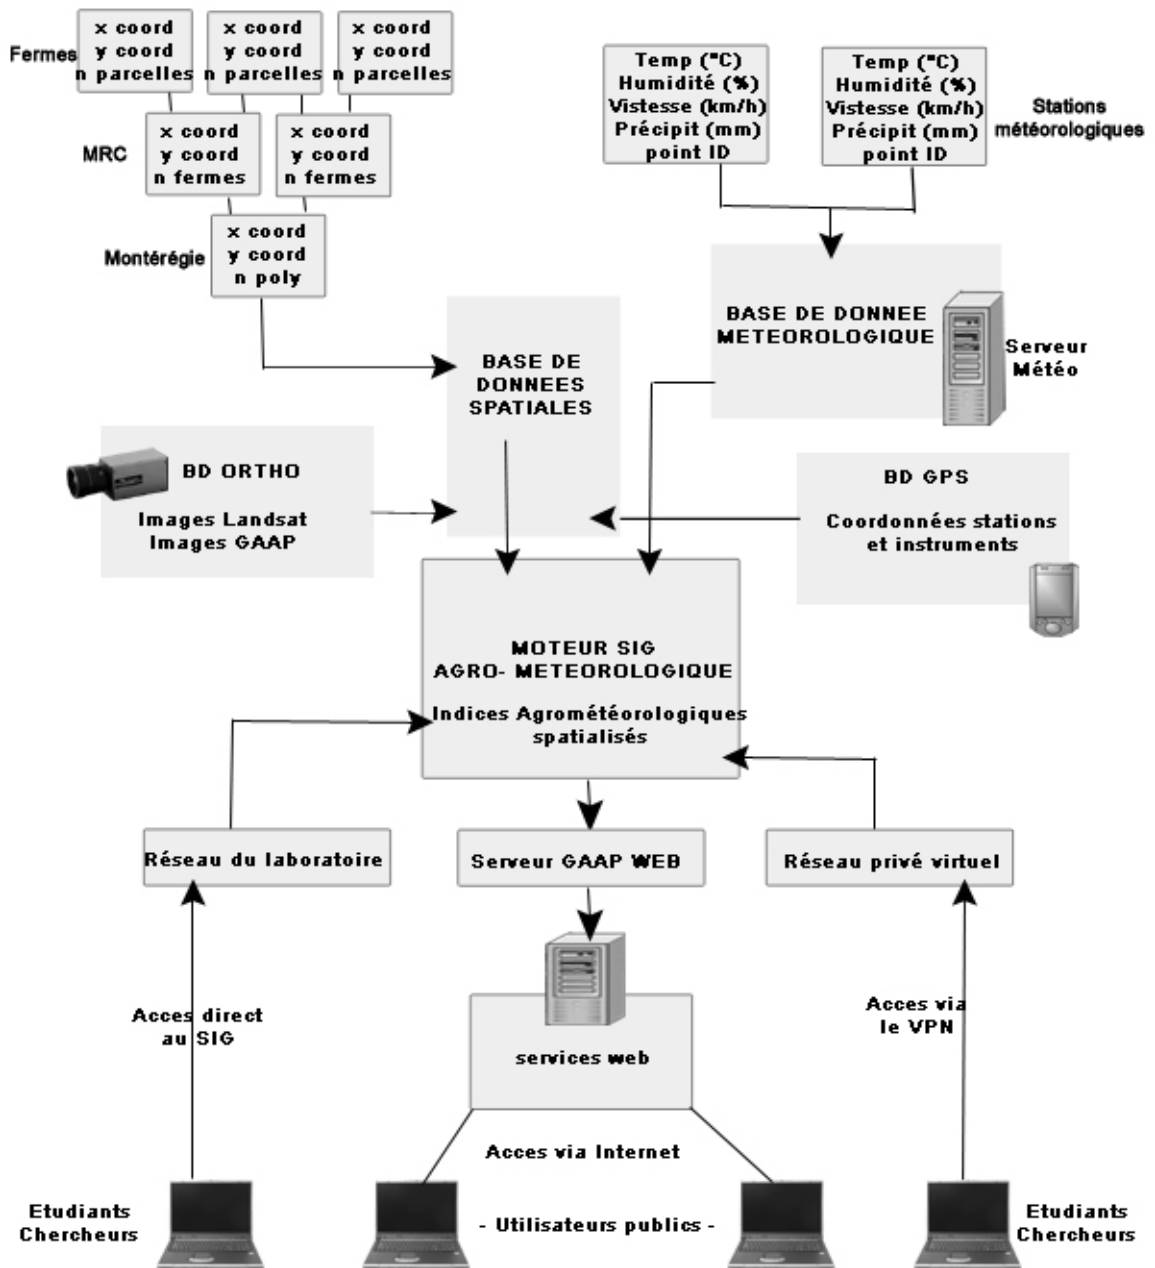 Fermes
x coord
y coord
n parcelles
x coord
y coord
n parcelles
x coord
y coord
n parcelles
MRC
x coord
y coord
n fermes
x coord
y coord
n fermes
Montérégie
x coord
y coord
n poly
Temp (°C)
Humidité (%)
Vistesse (km/h)
Précipit (mm)
point ID
Temp (°C)
Humidité (%)
Vistesse (km/h)
Précipit (mm)
point ID
Stations
météorologiques
BASE DE DONNEE
METEOROLOGIQUE
Serveur
Météo
BASE DE
DONNEES
SPATIALES
BD ORTHO
Images Landsat
Images GAAP
BD GPS
Coordonnées stations
et instruments
MOTEUR SIG
AGRO- METEOROLOGIQUE
Indices Agrométéorologiques
spatialisés
Réseau du laboratoire
Serveur GAAP WEB
Réseau privé virtuel
Acces direct
au SIG
services web
Acces via
le VPN
Acces via Internet
Etudiants
Chercheurs
- Utilisateurs publics -
Etudiants
Chercheurs